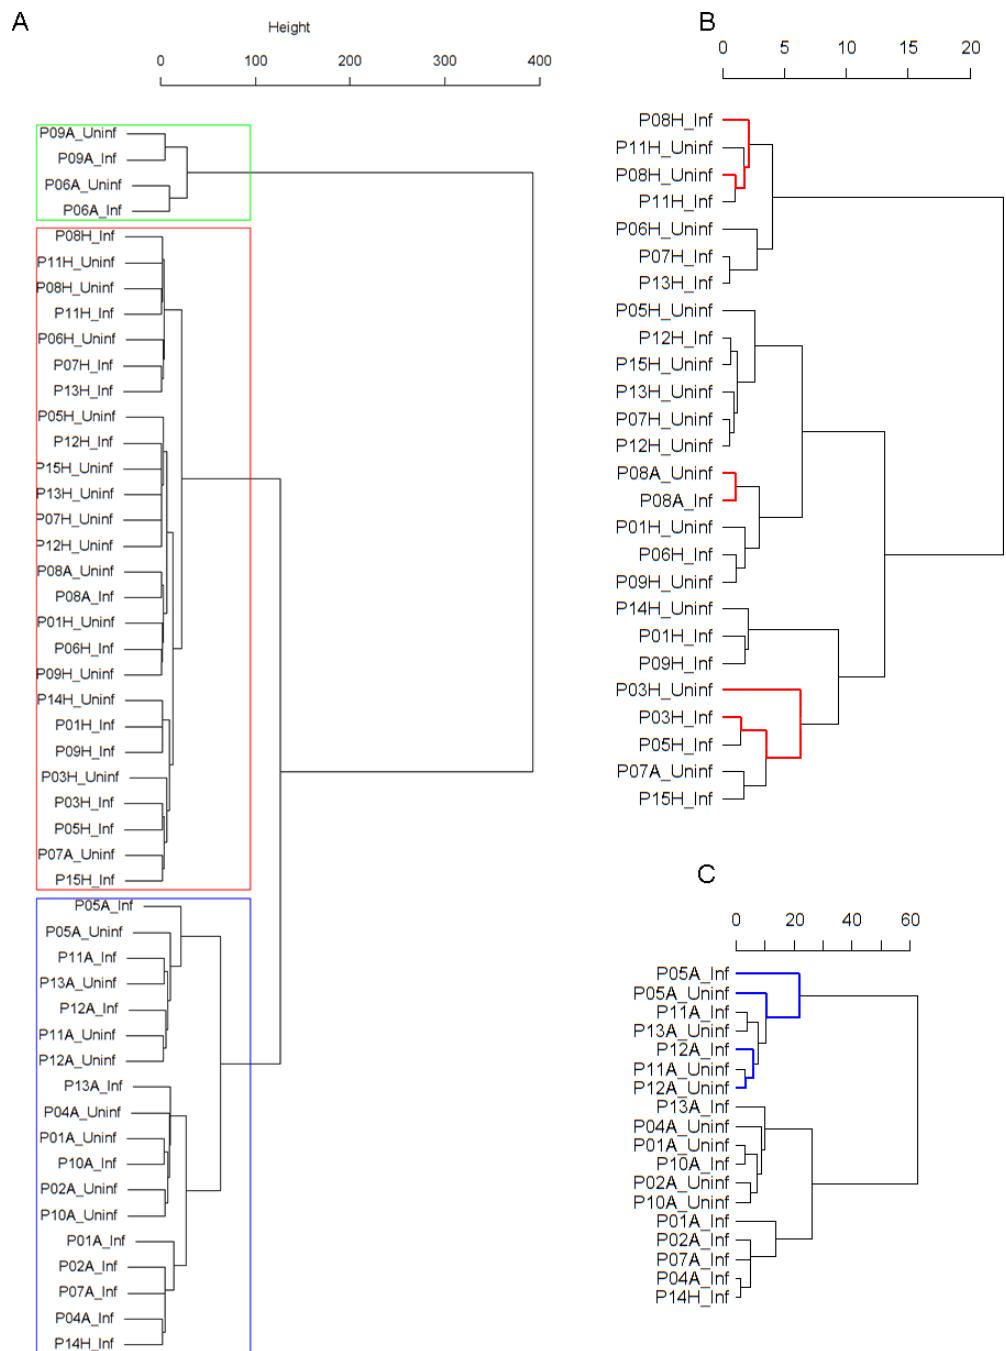 A
Height
0 100 200 300 400
P09A_Uninf
P09A_Inf
P06A_Uninf
P06A_Inf
P08H_Inf
P11H_Uninf
P08H_Uninf
P11H_Inf
P06H_Uninf
P07H_Inf
P13H_Inf
P05H_Uninf
P12H_Inf
P15H_Uninf
P13H_Uninf
P07H_Uninf
P12H_Uninf
P08A_Uninf
P08A_Inf
P01H_Uninf
P06H_Inf
P09H_Uninf
P14H_Uninf
P01H_Inf
P09H_Inf
P03H_Uninf
P03H_Inf
P05H_Inf
P07A_Uninf
P15H_Inf
P05A_Inf
P05A_Uninf
P11A_Inf
P13A_Uninf
P12A_Inf
P11A_Uninf
P12A_Uninf
P13A_Inf
P04A_Uninf
P01A_Uninf
P10A_Inf
P02A_Uninf
P10A_Uninf
P01A_Inf
P02A_Inf
P07A_Inf
P04A_Inf
P14H_Inf
B
0 5 10 15 20
P08H_Inf
P11H_Uninf
P08H_Uninf
P11H_Inf
P06H_Uninf
P07H_Inf
P13H_Inf
P05H_Uninf
P12H_Inf
P15H_Uninf
P13H_Uninf
P07H_Uninf
P12H_Uninf
P08A_Uninf
P08A_Inf
P01H_Uninf
P06H_Inf
P09H_Uninf
P14H_Uninf
P01H_Inf
P09H_Inf
P03H_Uninf
P03H_Inf
P05H_Inf
P07A_Uninf
P15H_Inf
C
0 20 40 60
P05A_Inf
P05A_Uninf
P11A_Inf
P13A_Uninf
P12A_Inf
P11A_Uninf
P12A_Uninf
P13A_Inf
P04A_Uninf
P01A_Uninf
P10A_Inf
P02A_Uninf
P10A_Uninf
P01A_Inf
P02A_Inf
P07A_Inf
P04A_Inf
P14H_Inf